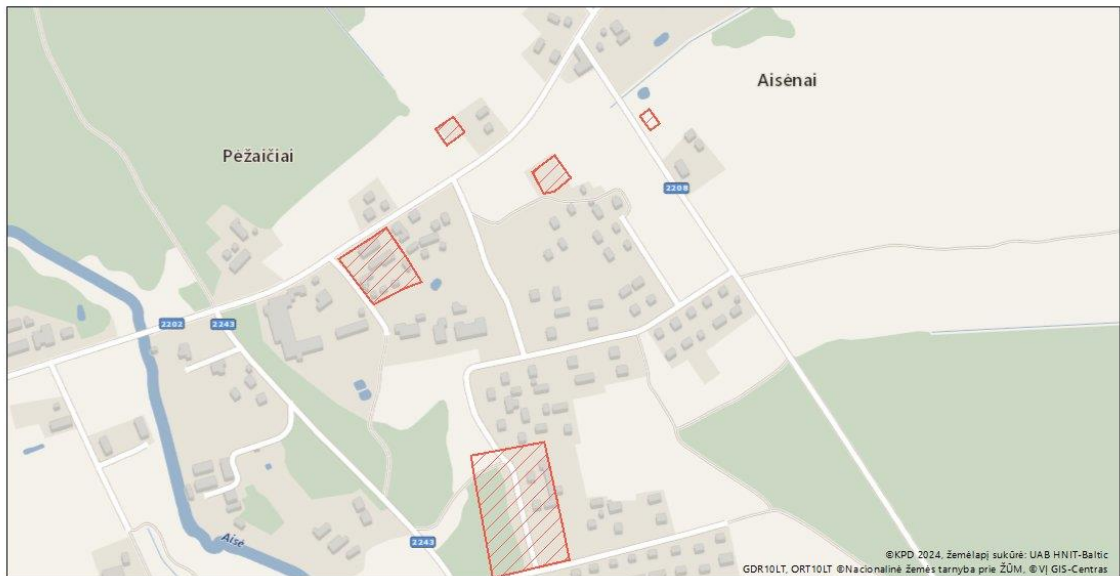 Aisėnai
Pėžaičiai
2208
2202
2243
Aisė
2243
©KPD 2024, žemėlapį sukūrė: UAB HNIT-Baltic
GDR10LT, ORT10LT ©Nacionalinė žemės tarnyba prie ŽŪM, ©VĮ GIS-Centras